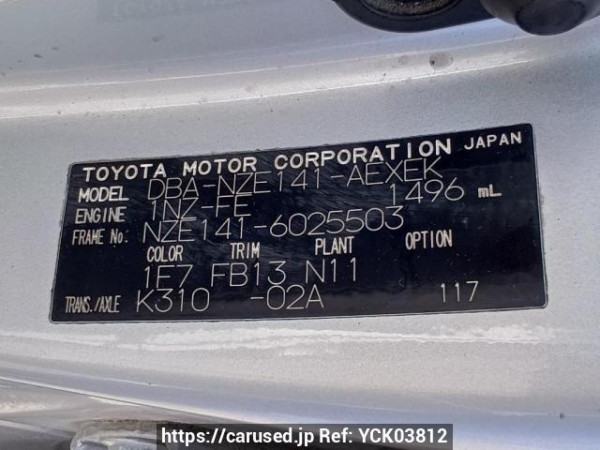 TOYOTA MOTOR CORPORATION JAPAN
MODEL DBA-NZE141-AEXEK
ENGINE 1NZ-FE 1496 mL
FRAME No. NZE141-6025503
COLOR TRIM PLANT OPTION
1F7 FB13 N11
TRANS./AXLE K310 -02A 117
https://carused.jp Ref: YCK03812